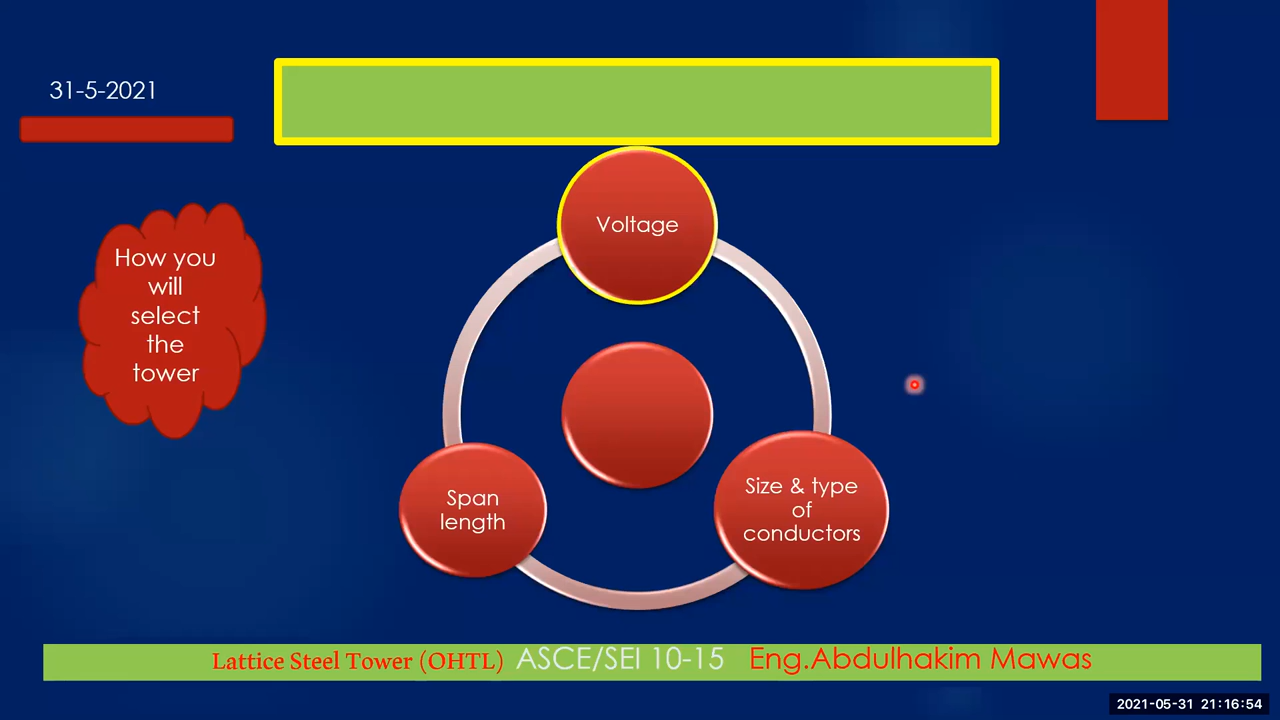 31-5-2021
How you
will
select
the
tower
Voltage
Span
length
Size & type
of
conductors
Lattice Steel Tower (OHTL) ASCE/SEI 10-15 Eng.Abdulhakim Mawas
2021-05-31 21:16:54